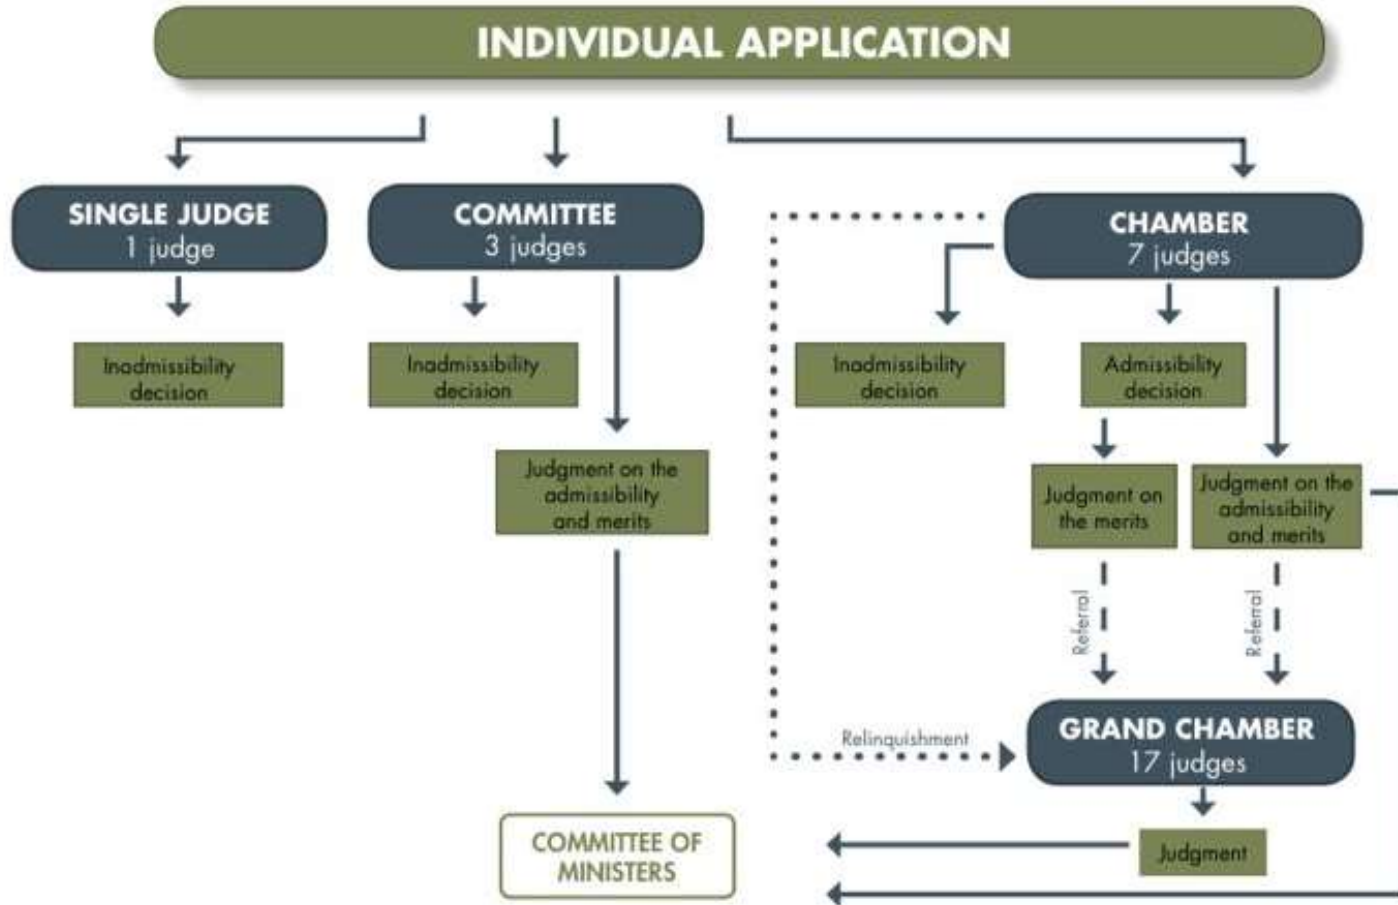 INDIVIDUAL APPLICATION
SINGLE JUDGE
1 judge
COMMITTEE
3 judges
CHAMBER
7 judges
Inadmissibility
decision
Inadmissibility
decision
Inadmissibility
decision
Admissibility
decision
Judgment on the
admissibility
and merits
Judgment on
the merits
Judgment on the
admissibility
and merits
Referral
Referral
Relinquishment
GRAND CHAMBER
17 judges
COMMITTEE OF
MINISTERS
Judgment